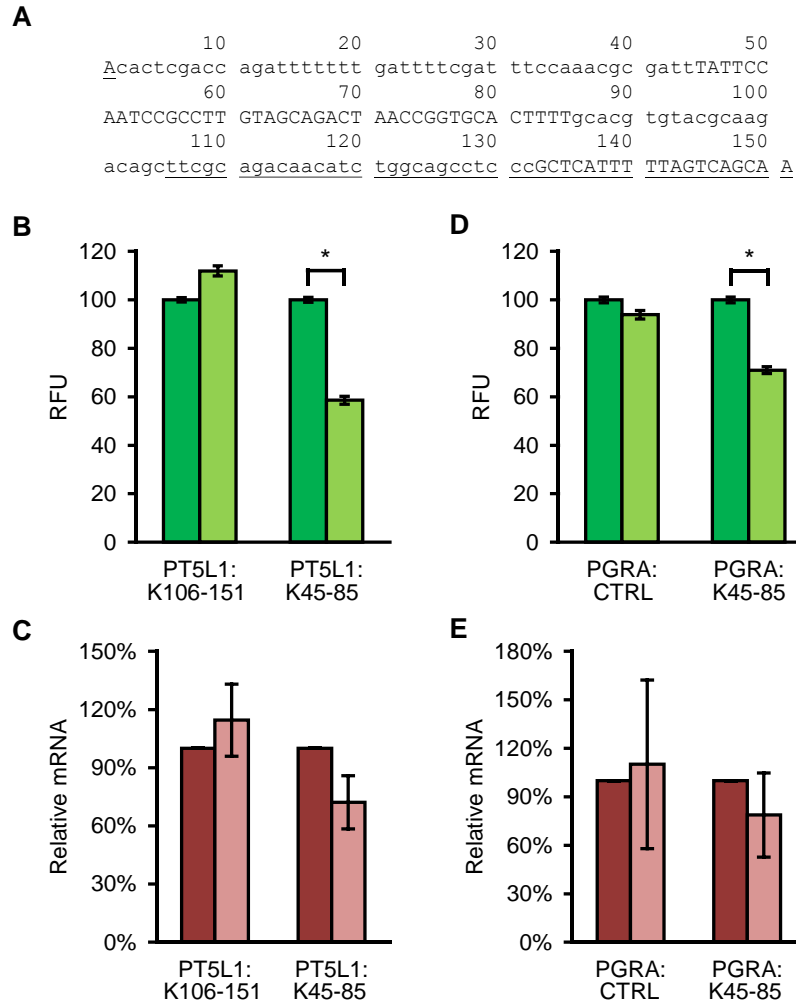 A
10 20 30 40 50
Acactcgacc agattttttt gattttcgat ttccaaacgc gattTATTCC
60 70 80 90 100
AATCCGCCTT GTAGCAGACT AACCGGTGCA CTTTTgcacg tgtacgcaag
110 120 130 140 150
acagcttcgc agacaacatc tggcagcctc ccGCTCATTT TTAGTCAGCA A
B
120
100
80
60
40
20
0
RFU
*
PT5L1: PT5L1:
K106-151 K45-85
D
120
100
80
60
40
20
0
RFU
*
PGRA: PGRA:
CTRL K45-85
C
150%
120%
90%
60%
30%
0%
Relative mRNA
PT5L1: PT5L1:
K106-151 K45-85
E
180%
150%
120%
90%
60%
30%
0%
Relative mRNA
PGRA: PGRA:
CTRL K45-85